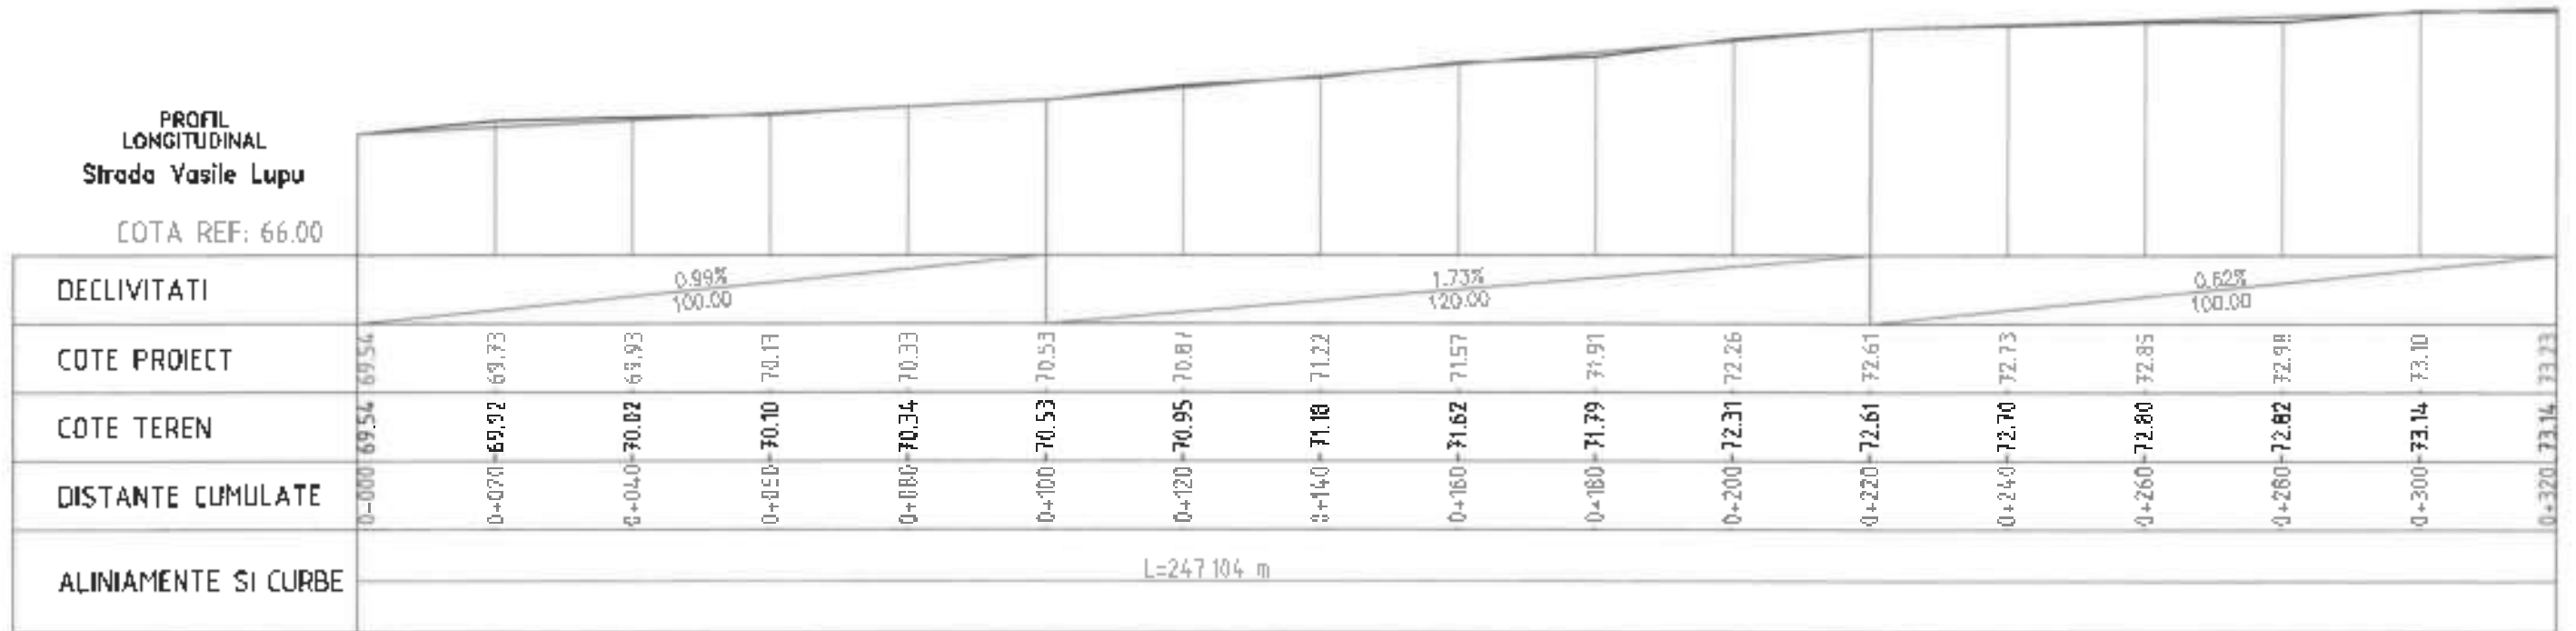 PROFIL
LONGITUDINAL
Strada Vasile Lupu
COTA REF: 66.00
DECLIVITATI 0.99% 100.00 1.73% 120.00 0.62% 100.00
COTE PROIECT 69.54 69.73 69.93 70.13 70.33 70.53 70.87 71.22 71.57 71.91 72.26 72.61 72.73 72.85 72.98 73.10 73.23
COTE TEREN 69.54 69.92 70.02 70.10 70.34 70.53 70.95 71.18 71.62 71.79 72.31 72.61 72.70 72.80 72.82 73.14 73.14
DISTANTE CUMULATE 0+000 0+020 0+040 0+060 0+080 0+100 0+120 0+140 0+160 0+180 0+200 0+220 0+240 0+260 0+280 0+300 0+320
ALINIAMENTE SI CURBE L=247.104 m